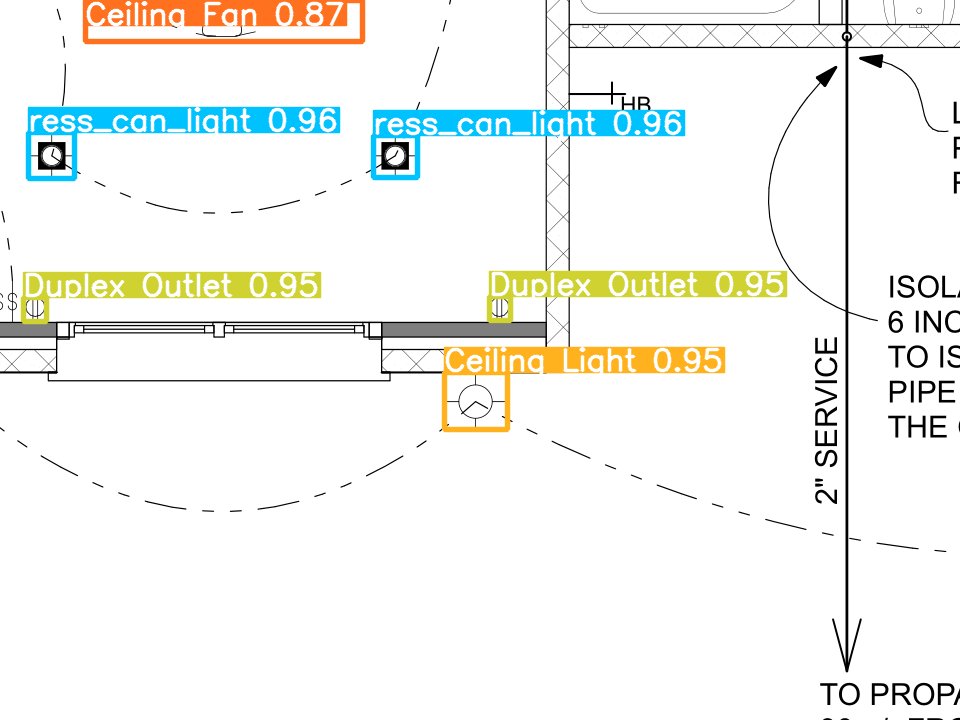 Ceiling Fan 0.87
HB
ress_can_light 0.96
ress_can_light 0.96
L
F
F
Duplex Outlet 0.95
Duplex Outlet 0.95
SS
ISOLA
6 INC
TO IS
PIPE
THE
Ceiling Light 0.95
2" SERVICE
TO PROPA